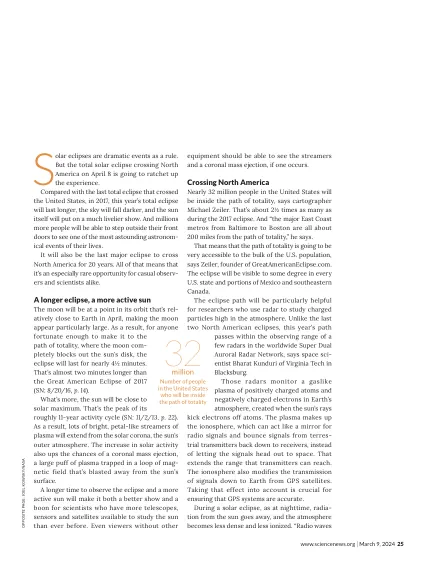 Solar eclipses are dramatic events as a rule.
But the total solar eclipse crossing North
America on April 8 is going to ratchet up
the experience.
Compared with the last total eclipse that crossed
the United States, in 2017, this year's total eclipse
will last longer, the sky will fall darker, and the sun
itself will put on a much livelier show. And millions
more people will be able to step outside their front
doors to see one of the most astounding astronom-
ical events of their lives.
It will also be the last major eclipse to cross
North America for 20 years. All of that means that
it's an especially rare opportunity for casual observ-
ers and scientists alike.
A longer eclipse, a more active sun
The moon will be at a point in its orbit that's rel-
atively close to Earth in April, making the moon
appear particularly large. As a result, for anyone
fortunate enough to make it to the
path of totality, where the moon com-
pletely blocks out the sun's disk, the
eclipse will last for nearly 4½ minutes.
That's almost two minutes longer than
the Great American Eclipse of 2017
(SN: 8/20/16, p. 14).
What's more, the sun will be close to
solar maximum. That's the peak of its
roughly 11-year activity cycle (SN: 11/2/13, p. 22).
As a result, lots of bright, petal-like streamers of
plasma will extend from the solar corona, the sun's
outer atmosphere. The increase in solar activity
also ups the chances of a coronal mass ejection,
a large puff of plasma trapped in a loop of mag-
netic field that's blasted away from the sun's
surface.
A longer time to observe the eclipse and a more
active sun will make it both a better show and a
boon for scientists who have more telescopes,
sensors and satellites available to study the sun
than ever before. Even viewers without other
equipment should be able to see the streamers
and a coronal mass ejection, if one occurs.
Crossing North America
Nearly 32 million people in the United States will
be inside the path of totality, says cartographer
Michael Zeiler. That's about 2½ times as many as
during the 2017 eclipse. And "the major East Coast
metros from Baltimore to Boston are all about
200 miles from the path of totality," he says.
That means that the path of totality is going to be
very accessible to the bulk of the U.S. population,
says Zeiler, founder of GreatAmericanEclipse.com.
The eclipse will be visible to some degree in every
U.S. state and portions of Mexico and southeastern
Canada.
The eclipse path will be particularly helpful
for researchers who use radar to study charged
particles high in the atmosphere. Unlike the last
two North American eclipses, this year's path
passes within the observing range of a
few radars in the worldwide Super Dual
Auroral Radar Network, says space sci-
entist Bharat Kunduri of Virginia Tech in
Blacksburg.
Those radars monitor a gaslike
plasma of positively charged atoms and
negatively charged electrons in Earth's
atmosphere, created when the sun's rays
kick electrons off atoms. The plasma makes up
the ionosphere, which can act like a mirror for
radio signals and bounce signals from terres-
trial transmitters back down to receivers, instead
of letting the signals head out to space. That
extends the range that transmitters can reach.
The ionosphere also modifies the transmission
of signals down to Earth from GPS satellites.
Taking that effect into account is crucial for
ensuring that GPS systems are accurate.
During a solar eclipse, as at nighttime, radia-
tion from the sun goes away, and the atmosphere
becomes less dense and less ionized. "Radio waves
32
million
Number of people
in the United States
who will be inside
the path of totality
www.sciencenews.org | March 9, 2024 25